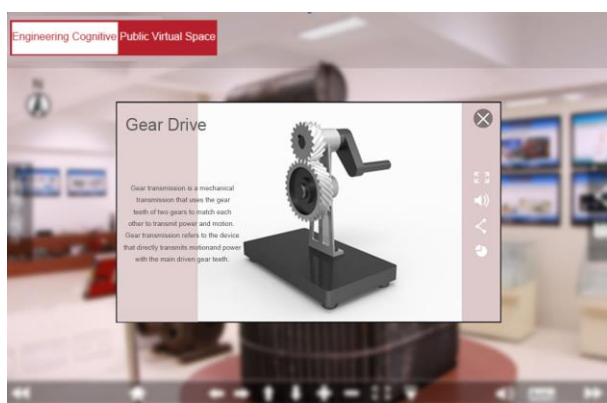 Engineering Cognitive Public Virtual Space
N
Gear Drive
Gear transmission is a mechanical
transmission that uses the gear
teeth of two gears to match each
other to transmit power and motion.
Gear transmission refers to the device
that directly transmits motionand power
with the main driven gear teeth.